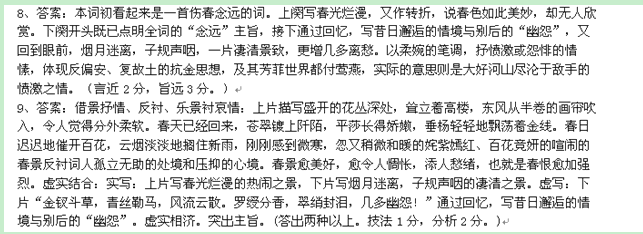 8、答案：本词初看起来是一首伤春念远的词。上阕写春光烂漫，又作转折，说春色如此美妙，却无人欣
赏。下阕开头既已点明全词的“念远”主旨，接下通过回忆，写昔日邂逅的情境与别后的“幽怨”，又
回到眼前，烟月迷离，子规声咽，一片凄清景致，更增几多离愁。以柔婉的笔调，抒愤激或怨悱的情
愫，体现反偏安、复故土的抗金思想，及其芳菲世界都付莺燕，实际的意思则是大好河山尽沦于敌手的
愤激之情。（言近 2 分，旨远 3 分。）
9、答案：借景抒情、反衬、乐景衬哀情：上片描写盛开的花丛深处，耸立着高楼，东风从半卷的画帘吹
入，令人觉得分外柔软。春天已经回来，苍翠镀上阡陌，平莎长得娇嫩，垂杨轻轻地飘荡着金线。春日
迟迟地催开百花，云烟淡淡地搁住新雨，刚刚感到微寒，忽又稍微和暖的姹紫嫣红、百花竞妍的喧闹的
春景反衬词人孤立无助的处境和压抑的心境。春景愈美好，愈令人惆怅，添人愁绪，也就是春恨愈加强
烈。虚实结合：实写：上片写春光烂漫的热闹之景，下片写烟月迷离，子规声咽的凄清之景。虚写：下
片“金钗斗草，青丝勒马，风流云散。罗绶分香，翠绡封泪，几多幽怨！”通过回忆，写昔日邂逅的情
境与别后的“幽怨”。虚实相济。突出主旨。(答出两种以上。技法 1 分，分析 2 分。)